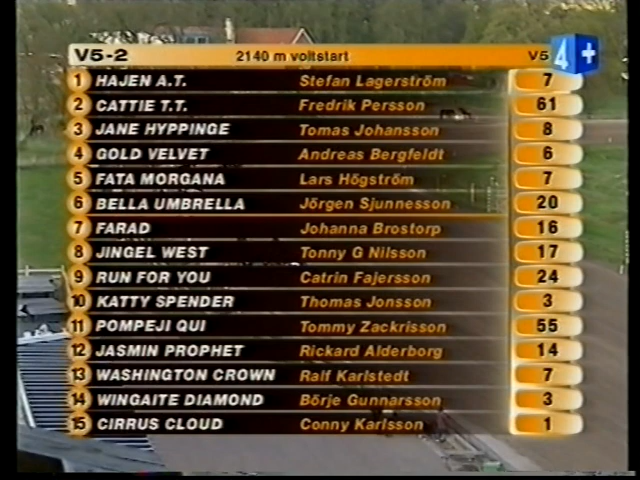 V5-2 2140 m voltstart V5
4+
1 HAJEN A.T. Stefan Lagerström 7
2 CATTIE T.T. Fredrik Persson 61
3 JANE HYPPINGE Tomas Johansson 8
4 GOLD VELVET Andreas Bergfeldt 6
5 FATA MORGANA Lars Högström 7
6 BELLA UMBRELLA Jörgen Sjunnesson 20
7 FARAD Johanna Brostorp 16
8 JINGEL WEST Tonny G Nilsson 17
9 RUN FOR YOU Catrin Fajersson 24
10 KATTY SPENDER Thomas Jonsson 3
11 POMPEJI QUI Tommy Zackrisson 55
12 JASMIN PROPHET Rickard Alderborg 14
13 WASHINGTON CROWN Ralf Karlstedt 7
14 WINGAITE DIAMOND Börje Gunnarsson 3
15 CIRRUS CLOUD Conny Karlsson 1